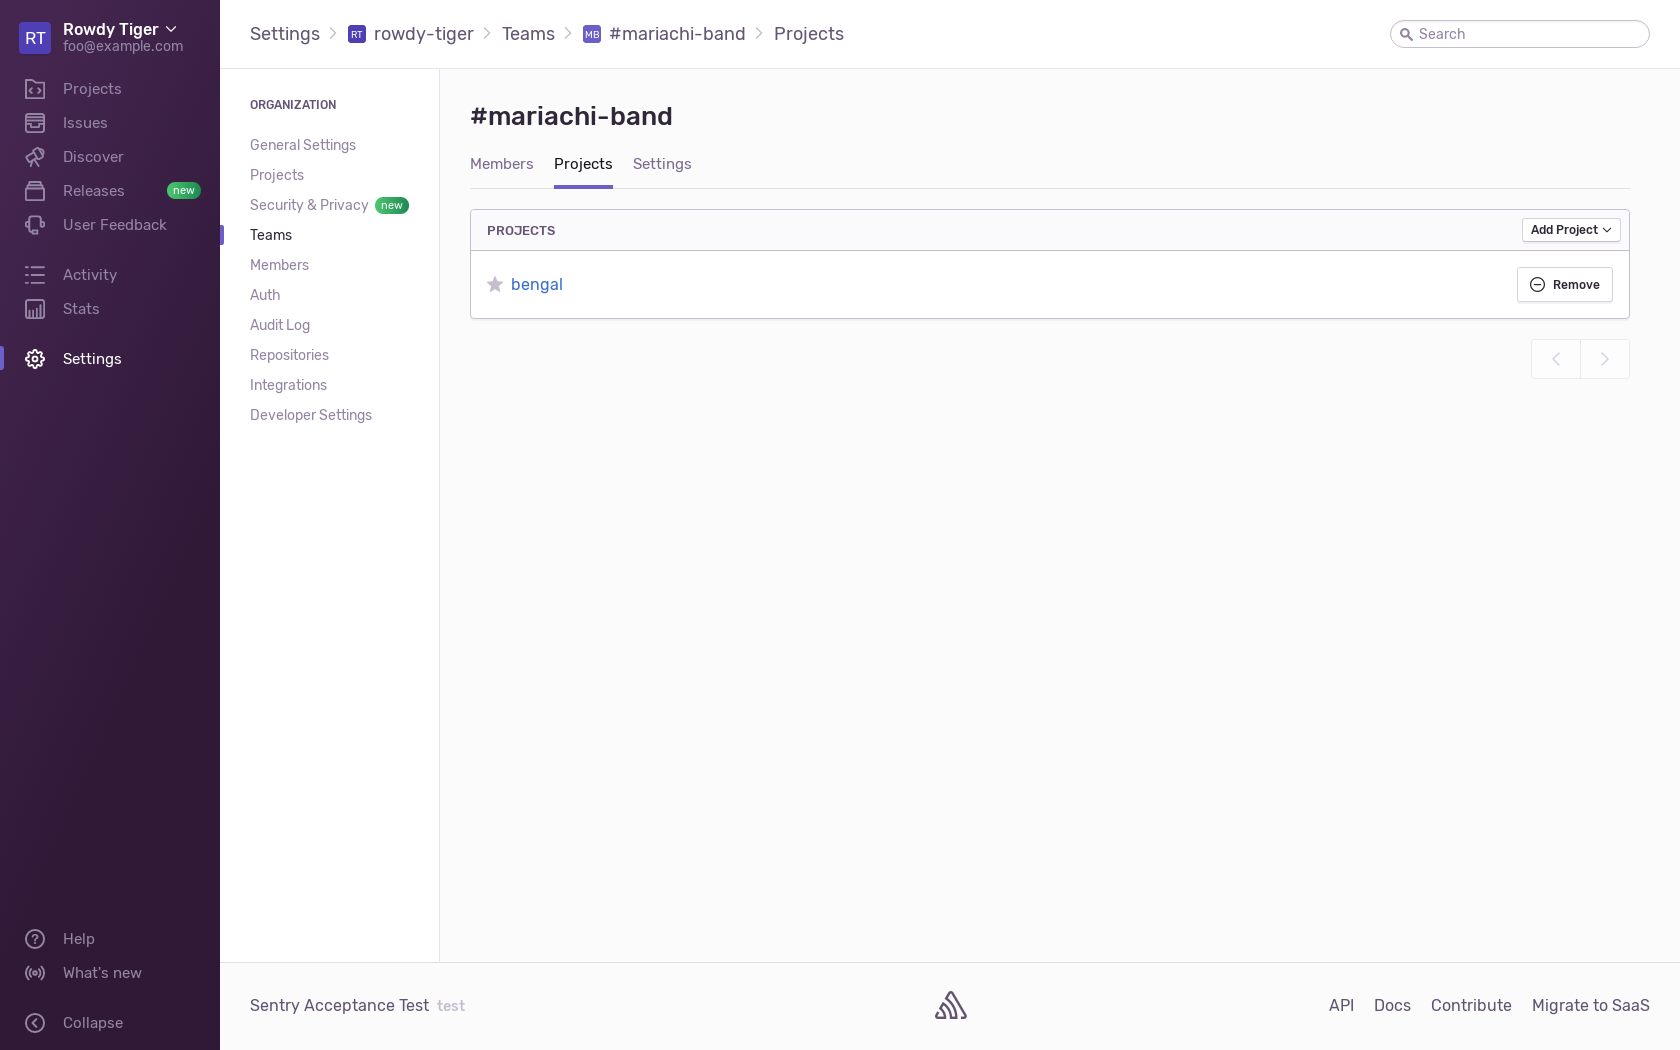 RT
Rowdy Tiger
foo@example.com
Projects
Issues
Discover
Releases new
User Feedback
Activity
Stats
Settings
Help
What's new
Collapse
Settings RT rowdy-tiger Teams MB #mariachi-band Projects
Search
ORGANIZATION
General Settings
Projects
Security & Privacy new
Teams
Members
Auth
Audit Log
Repositories
Integrations
Developer Settings
#mariachi-band
Members Projects Settings
PROJECTS Add Project
bengal Remove
Sentry Acceptance Test test
API Docs Contribute Migrate to SaaS